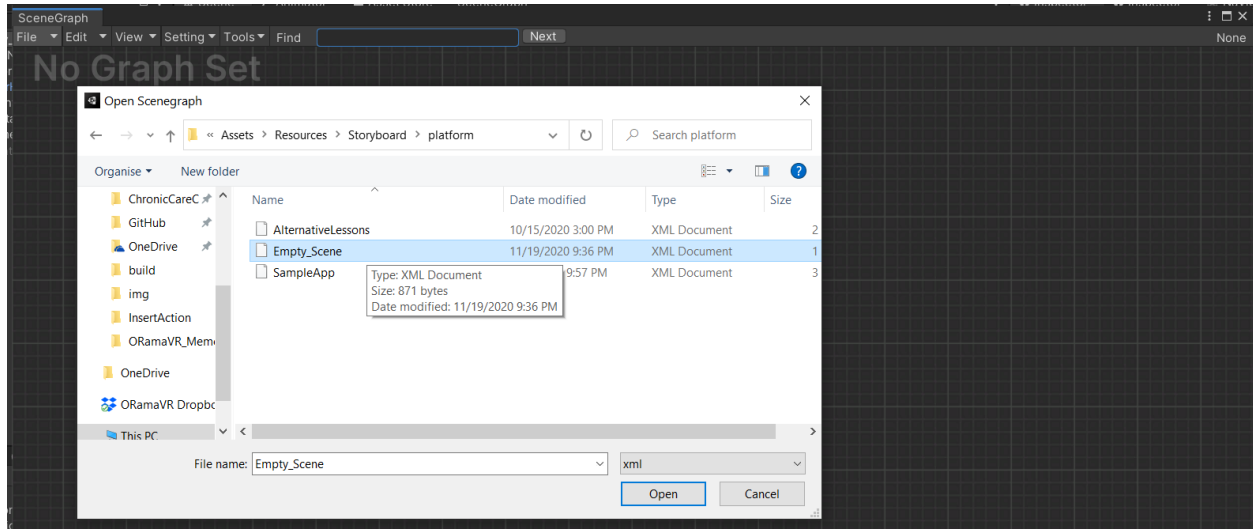 SceneGraph
File Edit View Setting Tools Find Next None
No Graph Set
Open Scenegraph
« Assets > Resources > Storyboard > platform Search platform
Organise New folder
Name Date modified Type Size
ChronicCareC
GitHub
OneDrive
build
img
InsertAction
ORamaVR_Mem
OneDrive
ORamaVR Dropbo
This PC
AlternativeLessons 10/15/2020 3:00 PM XML Document 2
Empty_Scene 11/19/2020 9:36 PM XML Document 1
SampleApp 9:57 PM XML Document 3
Type: XML Document
Size: 871 bytes
Date modified: 11/19/2020 9:36 PM
File name: Empty_Scene xml
Open Cancel